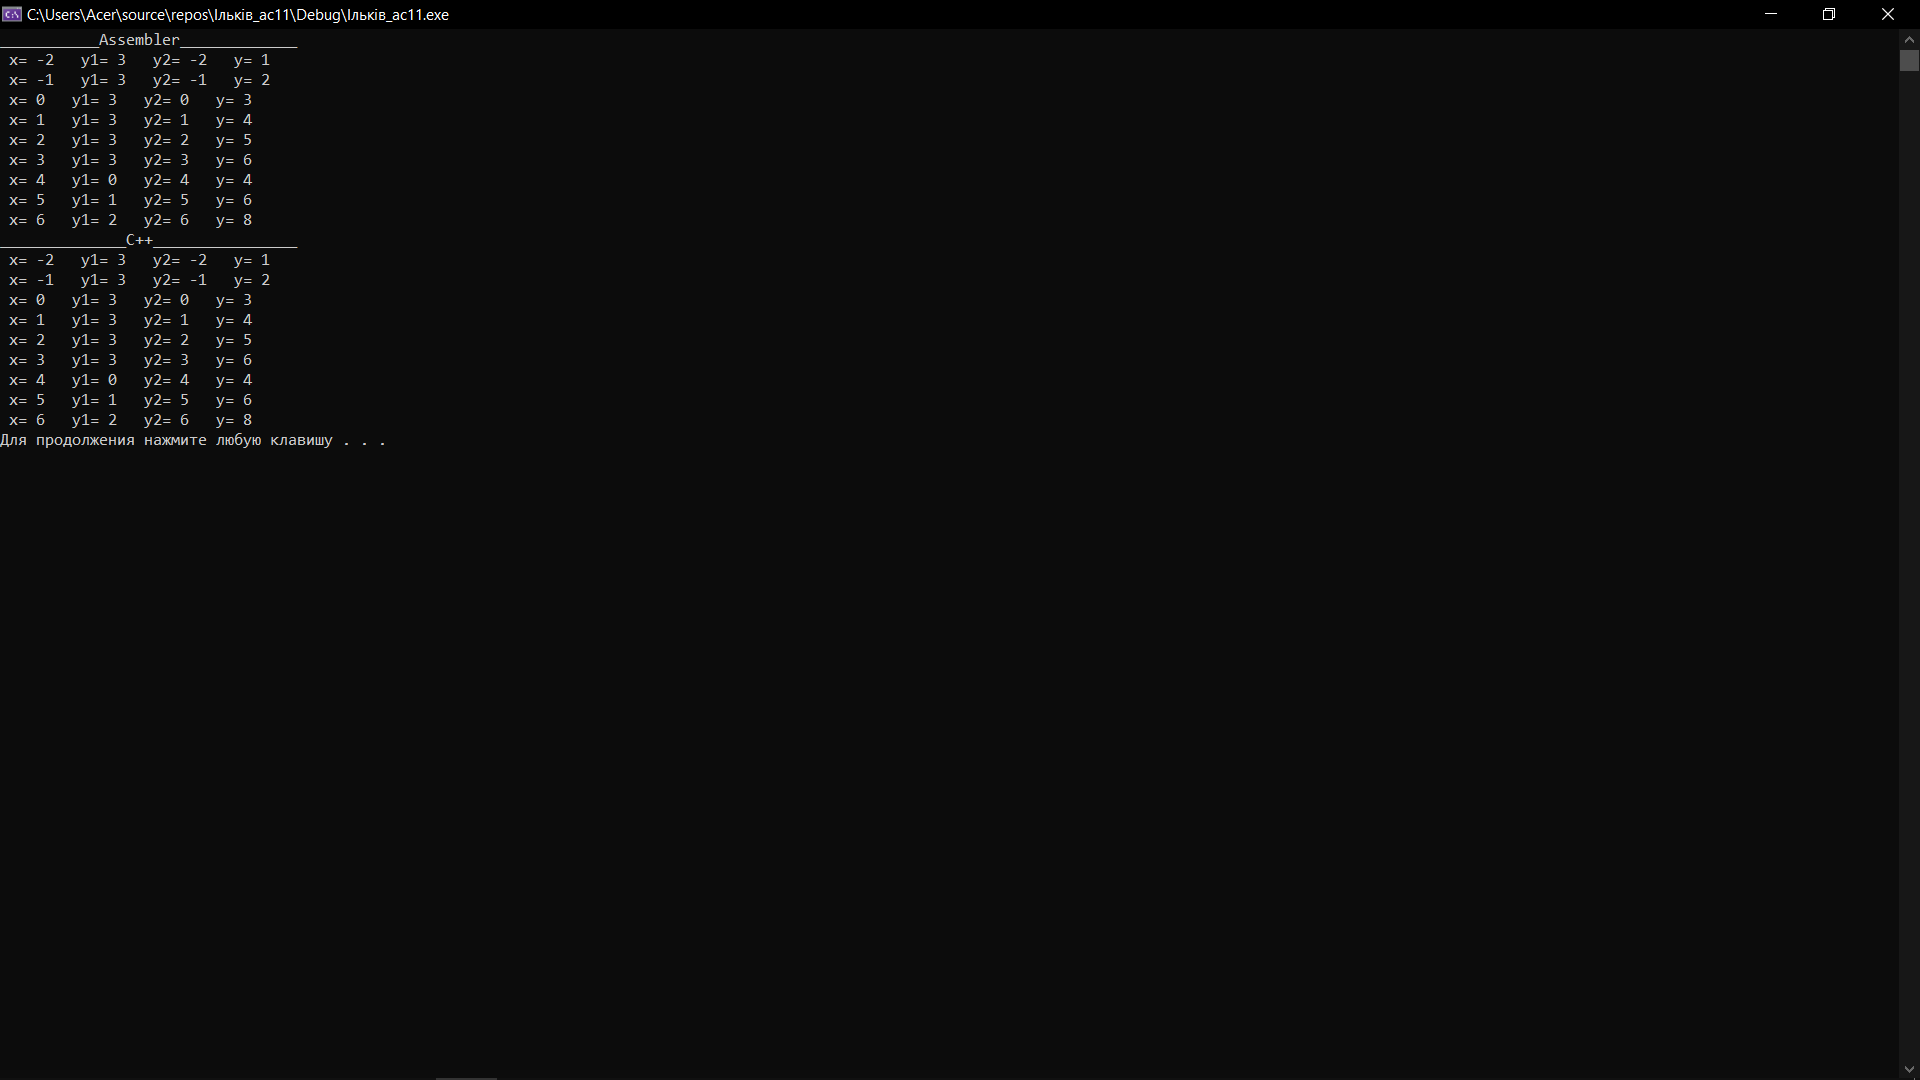 C:\Users\Acer\source\repos\Ільків_ас11\Debug\Ільків_ас11.exe
___________Assembler_____________
 x= -2   y1= 3   y2= -2   y= 1
 x= -1   y1= 3   y2= -1   y= 2
 x= 0   y1= 3   y2= 0   y= 3
 x= 1   y1= 3   y2= 1   y= 4
 x= 2   y1= 3   y2= 2   y= 5
 x= 3   y1= 3   y2= 3   y= 6
 x= 4   y1= 0   y2= 4   y= 4
 x= 5   y1= 1   y2= 5   y= 6
 x= 6   y1= 2   y2= 6   y= 8
______________C++________________
 x= -2   y1= 3   y2= -2   y= 1
 x= -1   y1= 3   y2= -1   y= 2
 x= 0   y1= 3   y2= 0   y= 3
 x= 1   y1= 3   y2= 1   y= 4
 x= 2   y1= 3   y2= 2   y= 5
 x= 3   y1= 3   y2= 3   y= 6
 x= 4   y1= 0   y2= 4   y= 4
 x= 5   y1= 1   y2= 5   y= 6
 x= 6   y1= 2   y2= 6   y= 8
Для продолжения нажмите любую клавишу . . .